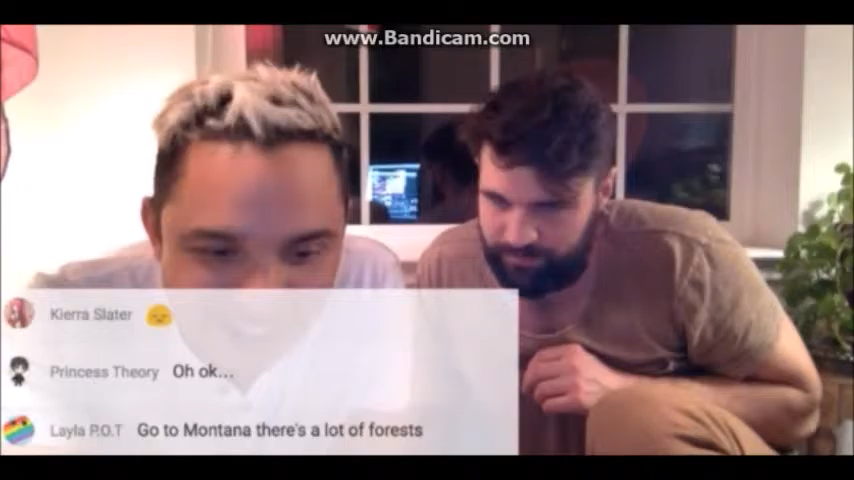 www.Bandicam.com
Kierra Slater
Princess Theory Oh ok...
Layla P.O.T Go to Montana there's a lot of forests